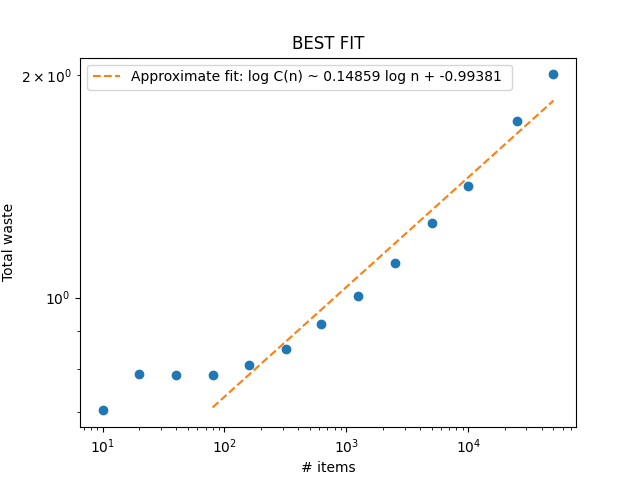 BEST FIT
Approximate fit: log C(n) ~ 0.14859 log n + -0.99381
2 × 10⁰
10⁰
Total waste
10¹ 10² 10³ 10⁴
# items